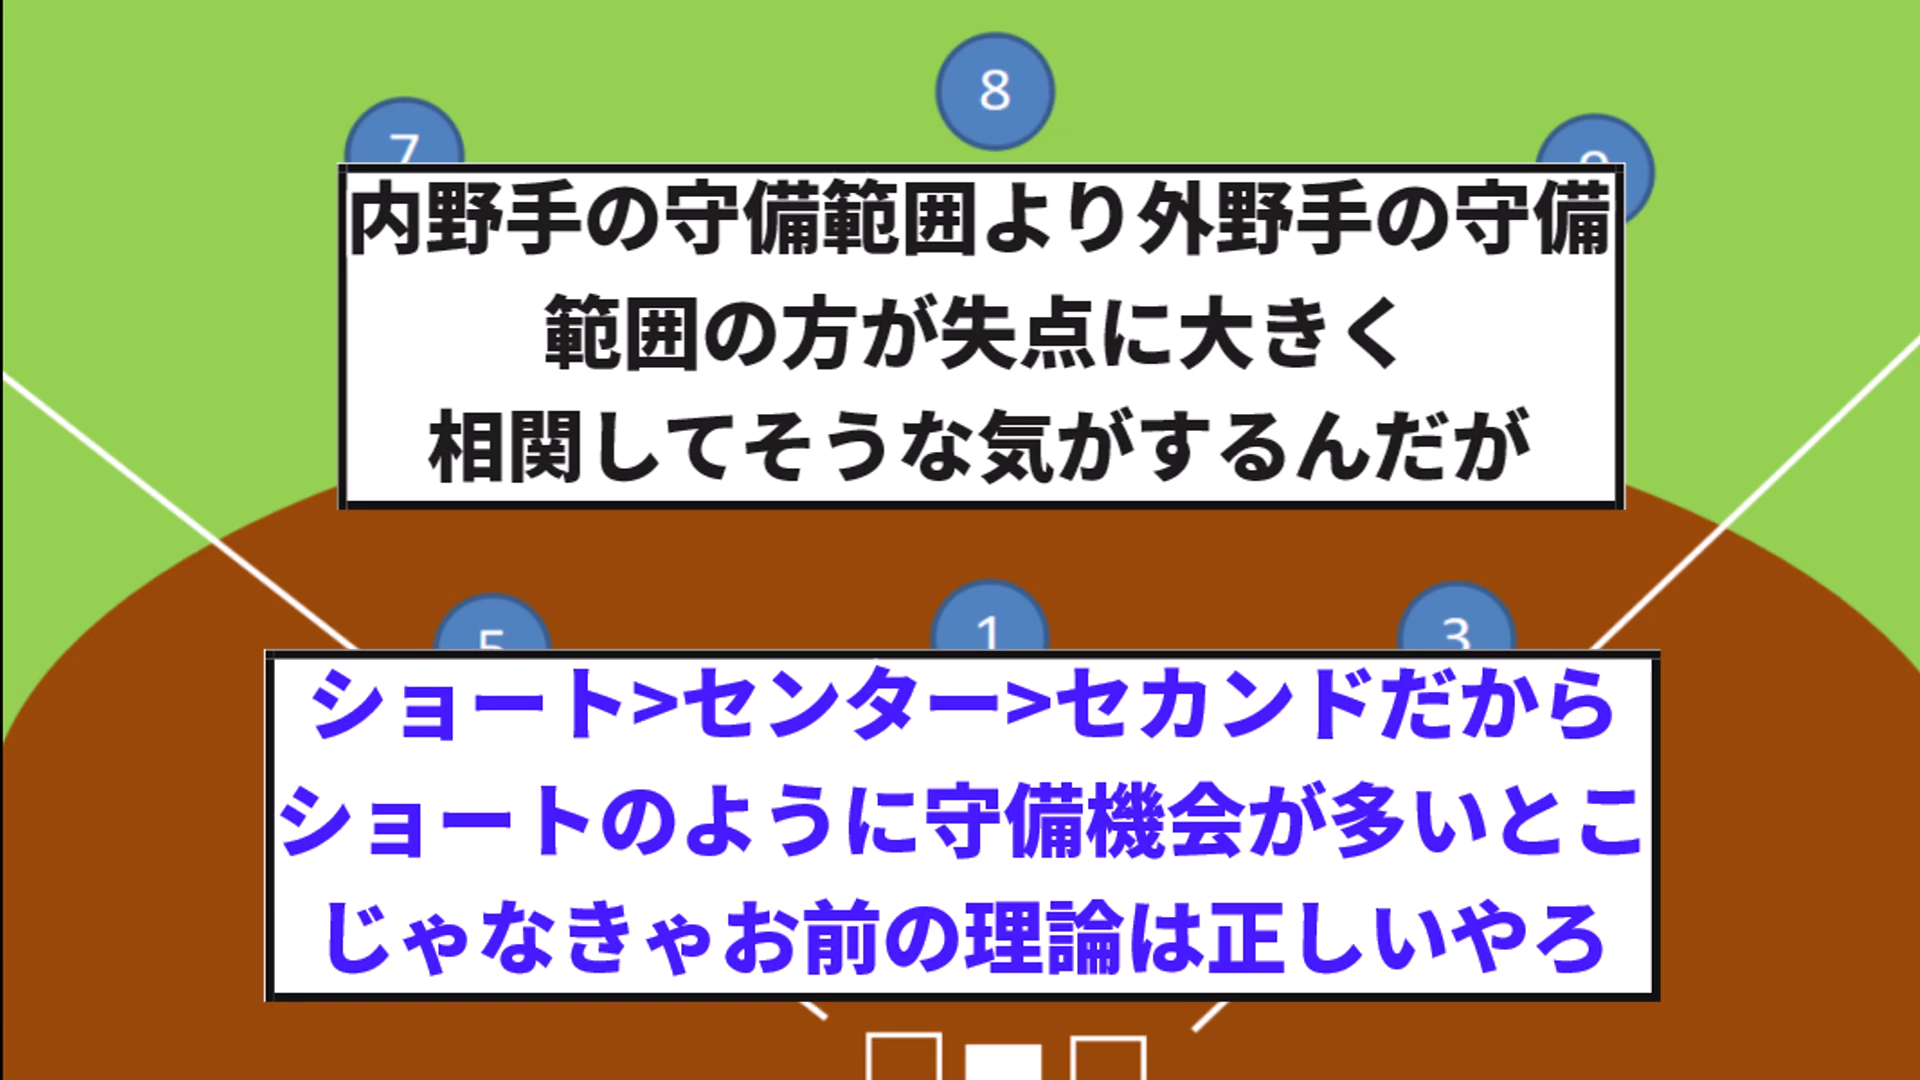 8
7
9
内野手の守備範囲より外野手の守備
範囲の方が失点に大きく
相関してそうな気がするんだが
5
1
3
ショート>センター>セカンドだから
ショートのように守備機会が多いとこ
じゃなきゃお前の理論は正しいやろ